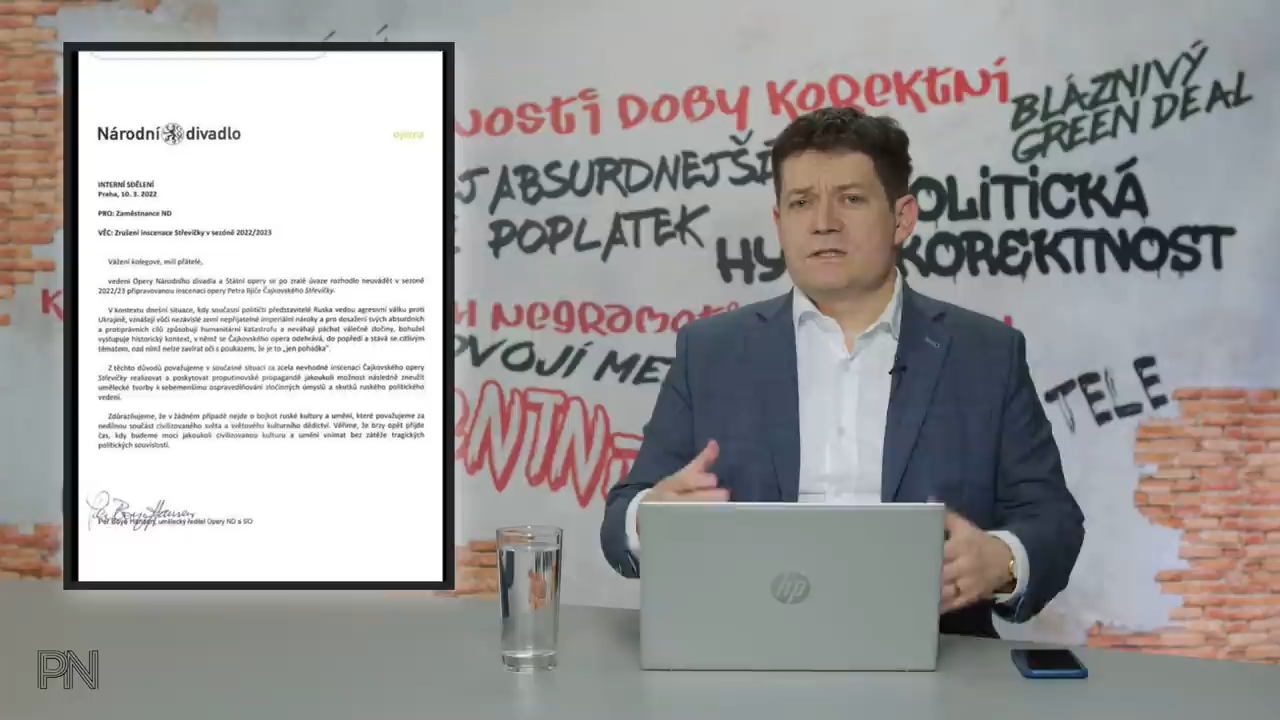 Národní divadlo
opera
INTERNÍ SDĚLENÍ
Praha, 10. 3. 2022
PRO: Zaměstnance ND
VĚC: Zrušení inscenace Střevíčky v sezóně 2022/2023
Vážení kolegové, milí přátelé,
vedení Opery Národního divadla a Státní opery se po zralé úvaze rozhodlo neuvádět v sezoně
2022/23 připravovanou inscenaci opery Petra Iljiče Čajkovského Střevíčky.
V kontextu dnešní situace, kdy současní političtí představitelé Ruska vedou agresivní válku proti
Ukrajině, vznášejí vůči nezávislé zemi nepřijatelné imperiální nároky a pro dosažení svých absurdních
a protiprávních cílů způsobují humanitární katastrofu a neváhají páchat válečné zločiny, bohužel
vystupuje historický kontext, v němž se Čajkovského opera odehrává, do popředí a stává se citlivým
tématem, nad nímž nelze zavírat oči s poukazem, že je to „jen pohádka".
Z těchto důvodů považujeme v současné situaci za zcela nevhodné inscenaci Čajkovského opery
Střevíčky realizovat a poskytovat proputinovské propagandě jakoukoli možnost následně zneužít
umělecké tvorby k sebemenšímu ospravedlňování zločinných úmyslů a skutků ruského politického
vedení.
Zdůrazňujeme, že v žádném případě nejde o bojkot ruské kultury a umění, které považujeme za
nedílnou součást civilizovaného světa a světového kulturního dědictví. Věříme, že brzy opět přijde
čas, kdy budeme moci jakoukoli civilizovanou kulturu a umění vnímat bez zátěže tragických
politických souvislostí.
Per Boye Hansen, umělecký ředitel Opery ND a SO
NOSTI DOBY KOREKTNÍ
BLÁZNIVÝ
GREEN DEAL
J ABSURDNEJŠÍ
POPLATEK
OLITICKÁ
HY
KOREKTNOST
H NEGRAMOT
VOJÍ ME
NTN
TELE
hp
PN